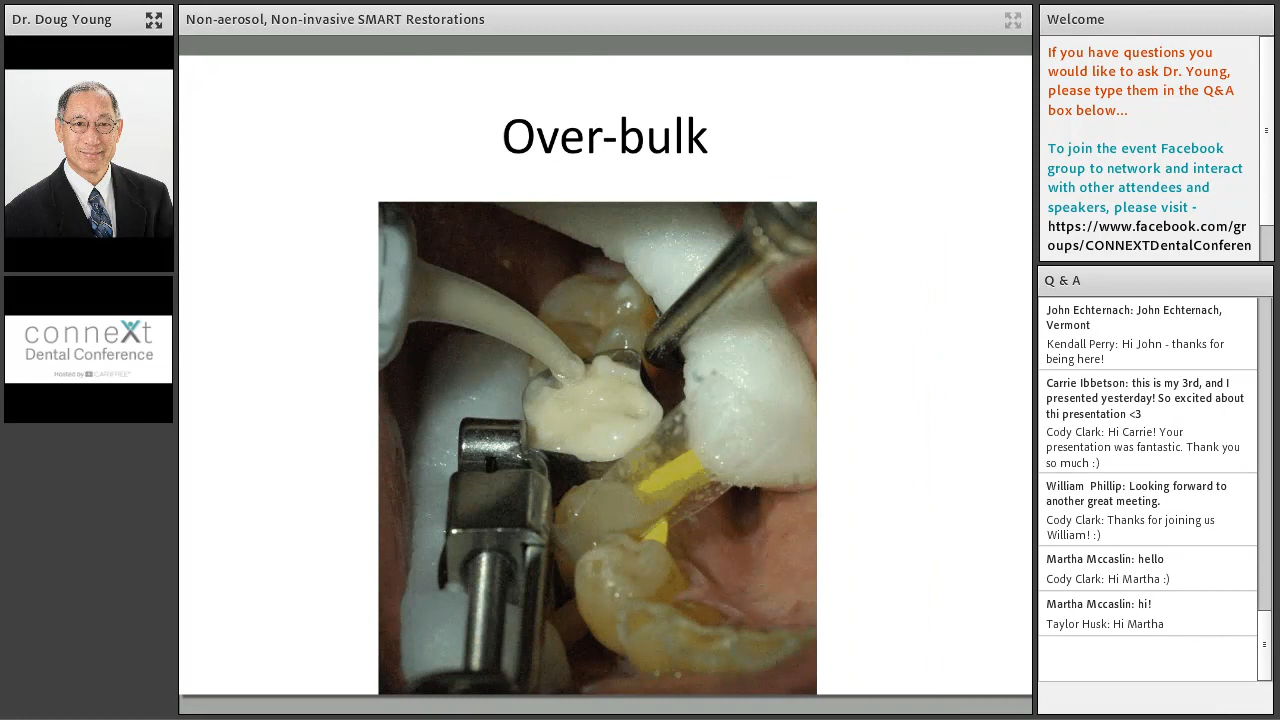 Dr. Doug Young
Non-aerosol, Non-invasive SMART Restorations
Over-bulk
conneXt
Dental Conference
Hosted by CARIFREE
Welcome
If you have questions you
would like to ask Dr. Young,
please type them in the Q&A
box below...
To join the event Facebook
group to network and interact
with other attendees and
speakers, please visit -
https://www.facebook.com/gr
oups/CONNEXTDentalConferen
Q & A
John Echternach: John Echternach,
Vermont
Kendall Perry: Hi John - thanks for
being here!
Carrie Ibbetson: this is my 3rd, and I
presented yesterday! So excited about
thi presentation <3
Cody Clark: Hi Carrie! Your
presentation was fantastic. Thank you
so much :)
William Phillip: Looking forward to
another great meeting.
Cody Clark: Thanks for joining us
William! :)
Martha Mccaslin: hello
Cody Clark: Hi Martha :)
Martha Mccaslin: hi!
Taylor Husk: Hi Martha